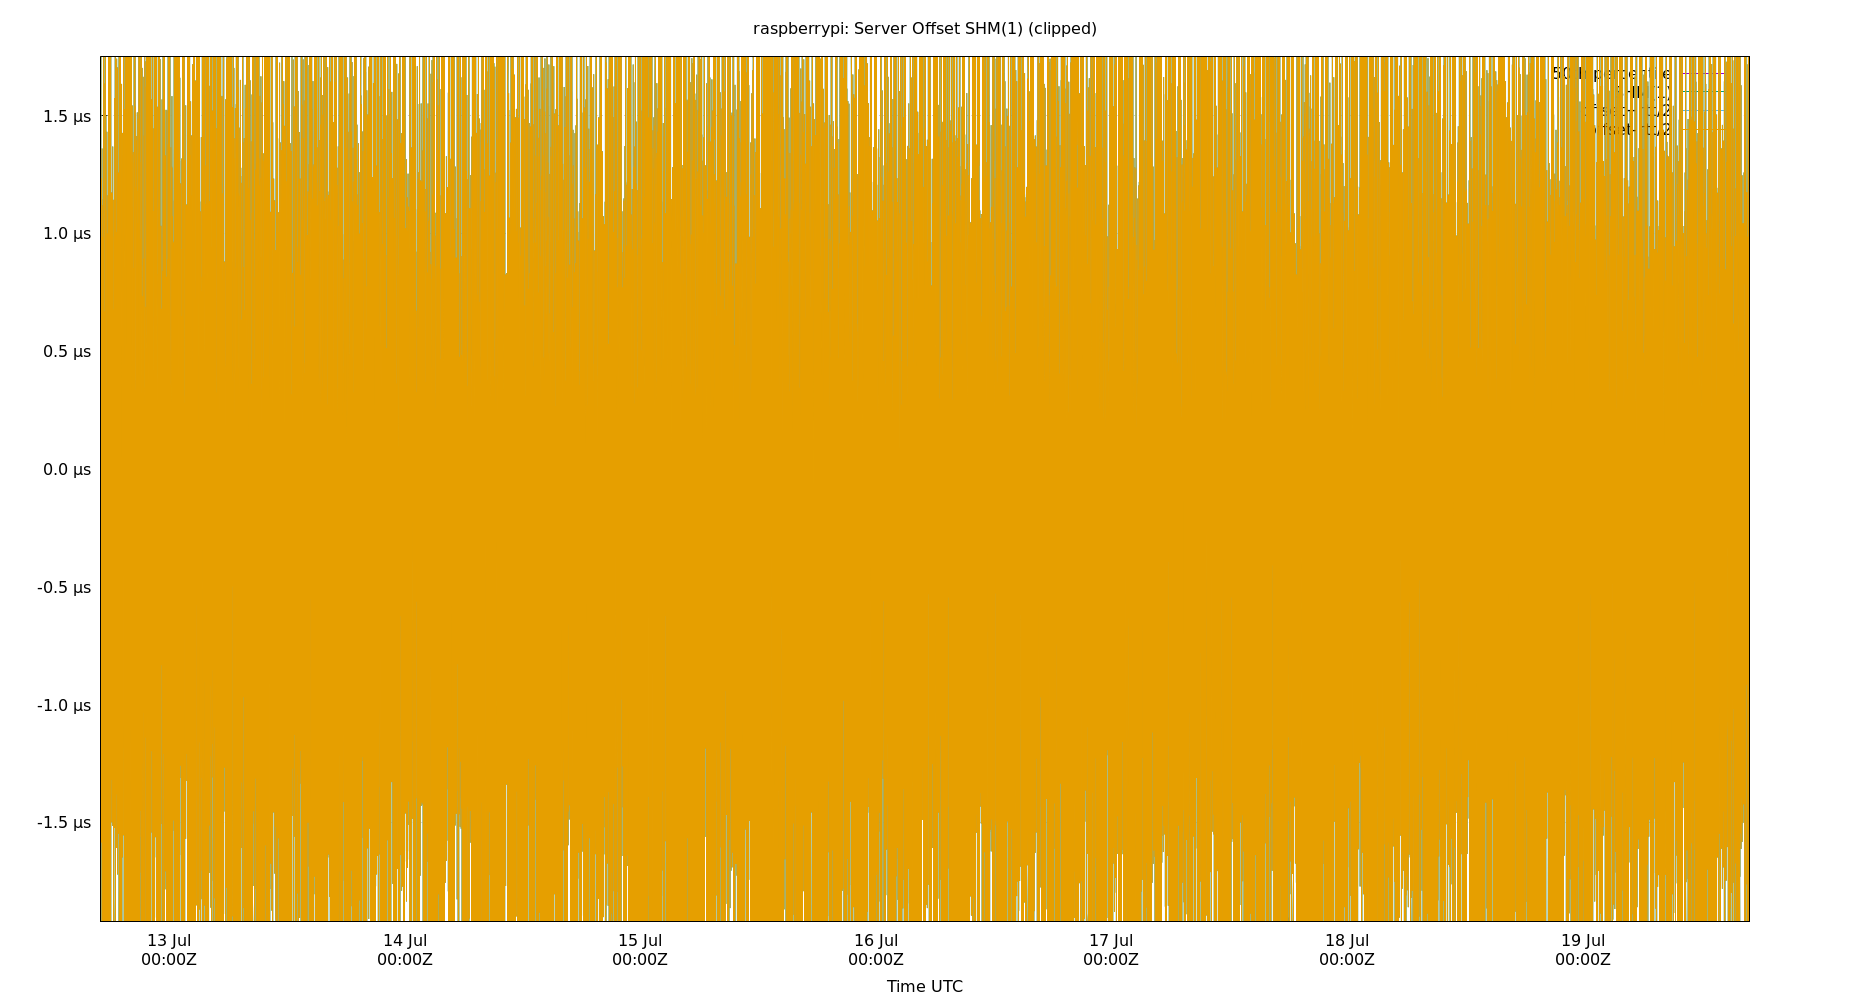 raspberrypi: Server Offset SHM(1) (clipped)
1.5 µs
1.0 µs
0.5 µs
0.0 µs
-0.5 µs
-1.0 µs
-1.5 µs
13 Jul 14 Jul 15 Jul 16 Jul 17 Jul 18 Jul 19 Jul
00:00Z 00:00Z 00:00Z 00:00Z 00:00Z 00:00Z 00:00Z
Time UTC